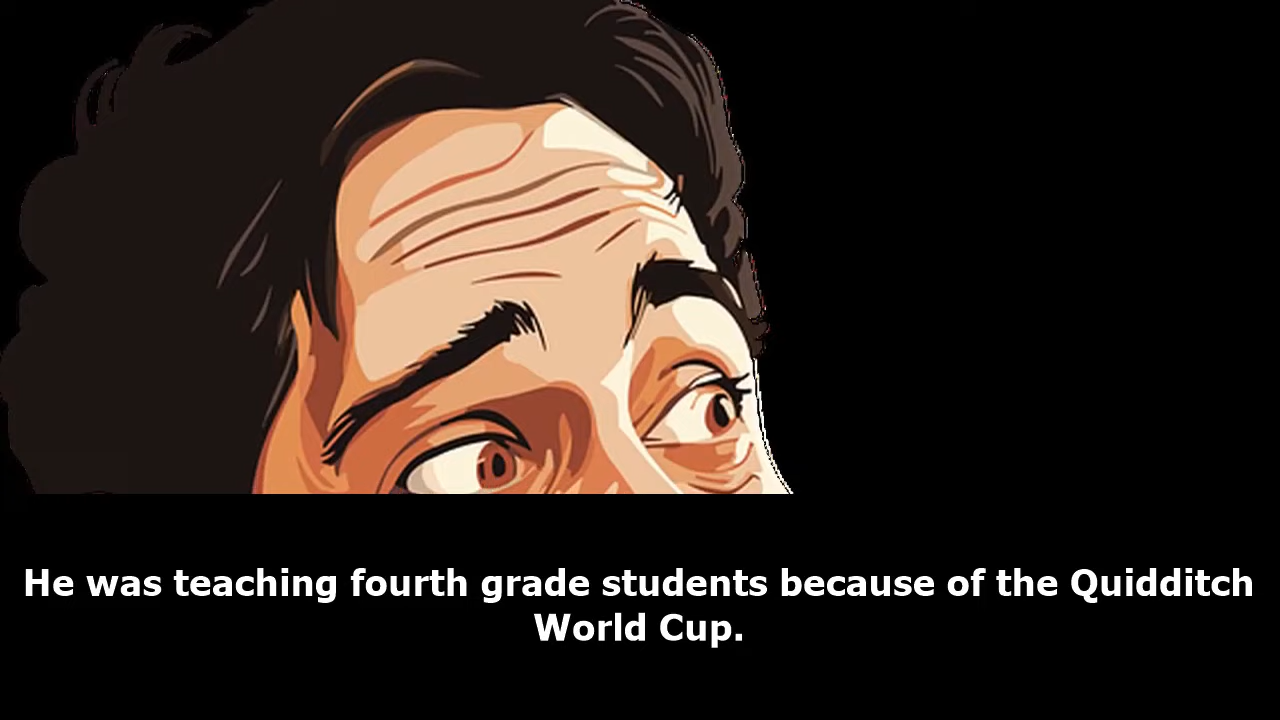 He was teaching fourth grade students because of the Quidditch
World Cup.